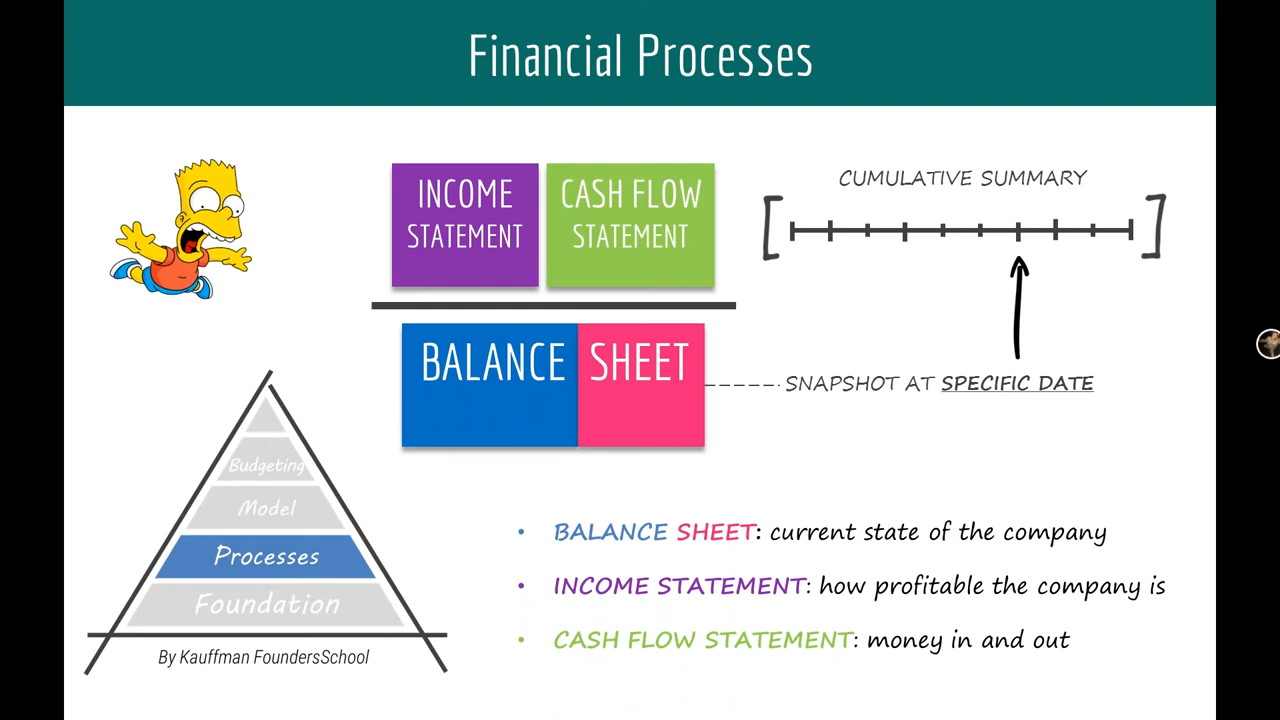 Financial Processes
INCOME
STATEMENT
CASH FLOW
STATEMENT
CUMULATIVE SUMMARY
BALANCE SHEET
SNAPSHOT AT SPECIFIC DATE
Budgeting
Model
Processes
Foundation
By Kauffman FoundersSchool
• BALANCE SHEET: current state of the company
• INCOME STATEMENT: how profitable the company is
• CASH FLOW STATEMENT: money in and out